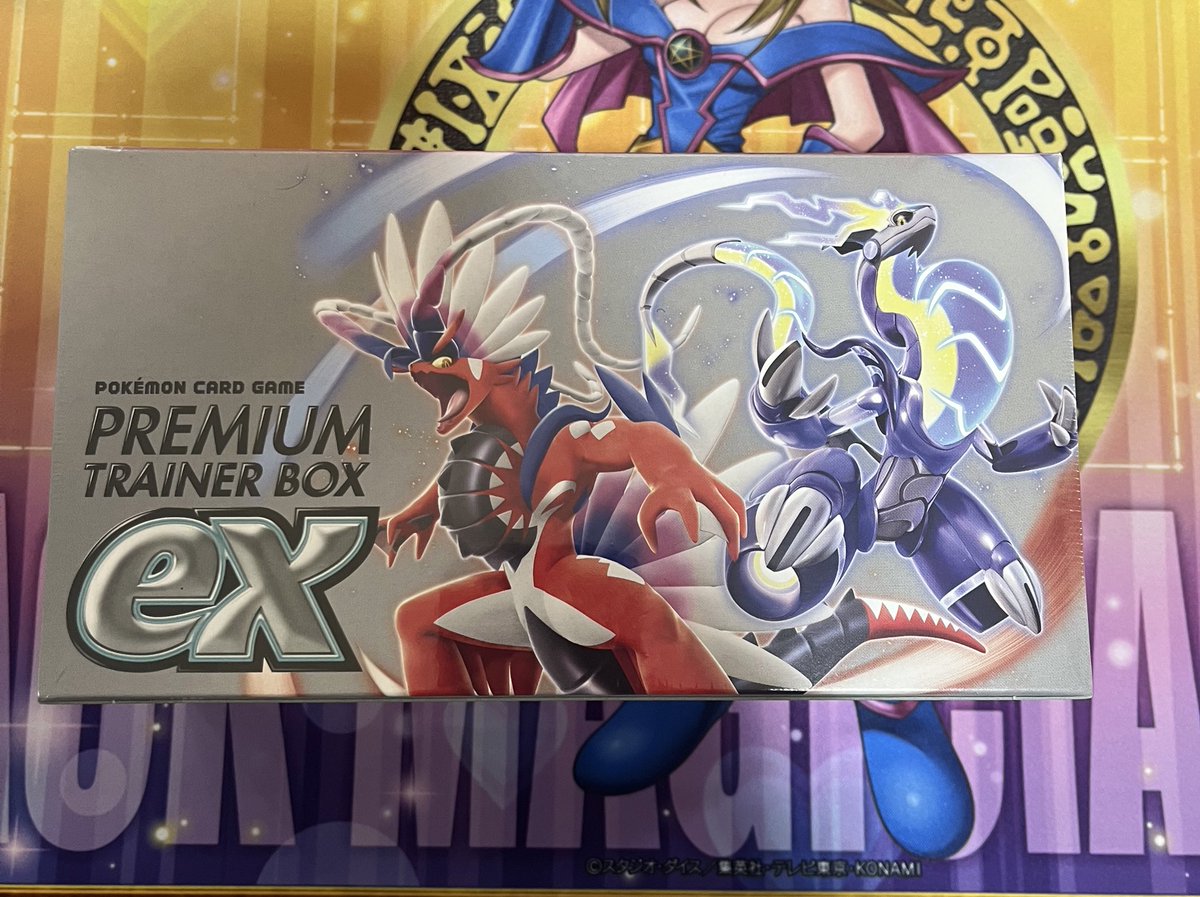 POKÉMON CARD GAME
PREMIUM
TRAINER BOX
ex
MAGICIA
©スタジオ・ダイス/集英社・テレビ東京・KONAMI